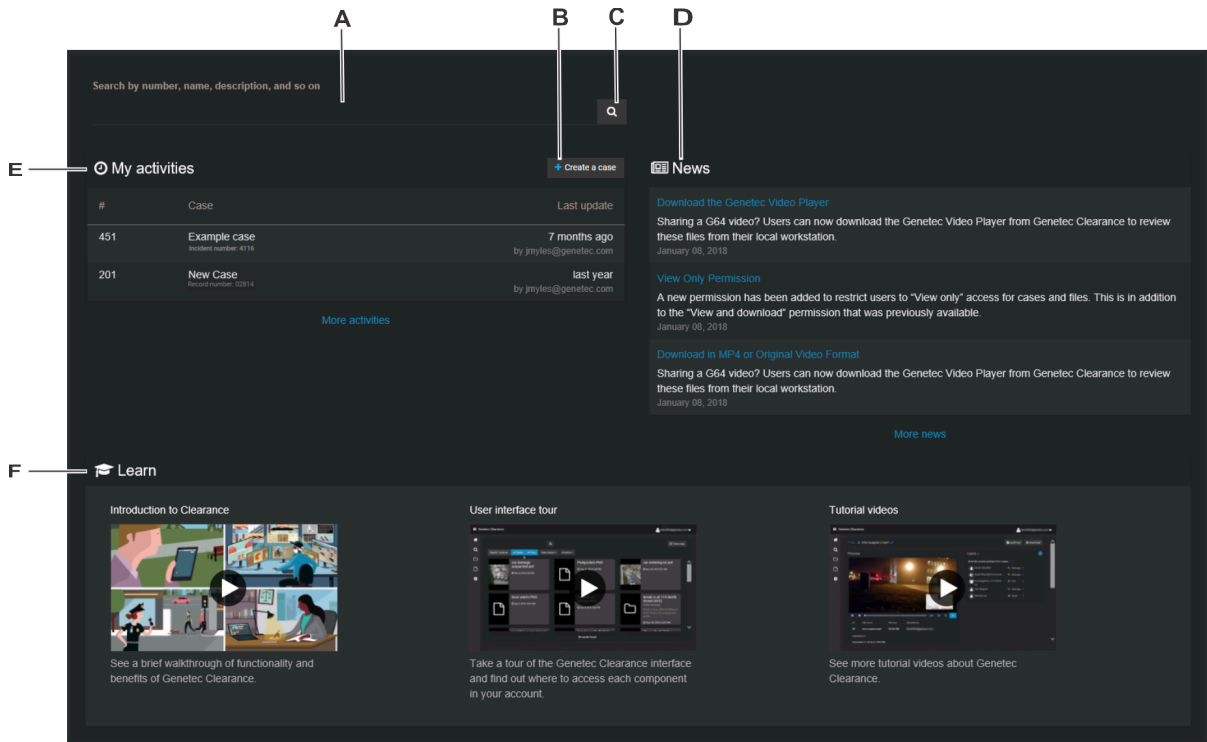 A
B
C
D
Search by number, name, description, and so on
E
My activities
+ Create a case
News
# Case Last update
451 Example case 7 months ago
Incident number: 4116 by jmyles@genetec.com
201 New Case last year
Record number: 02814 by jmyles@genetec.com
More activities
Download the Genetec Video Player
Sharing a G64 video? Users can now download the Genetec Video Player from Genetec Clearance to review
these files from their local workstation.
January 08, 2018
View Only Permission
A new permission has been added to restrict users to “View only” access for cases and files. This is in addition
to the “View and download” permission that was previously available.
January 08, 2018
Download in MP4 or Original Video Format
Sharing a G64 video? Users can now download the Genetec Video Player from Genetec Clearance to review
these files from their local workstation.
January 08, 2018
More news
F
Learn
Introduction to Clearance
See a brief walkthrough of functionality and
benefits of Genetec Clearance.
User interface tour
Genetec Clearance
Take a tour of the Genetec Clearance interface
and find out where to access each component
in your account.
Tutorial videos
Genetec Clearance
See more tutorial videos about Genetec
Clearance.